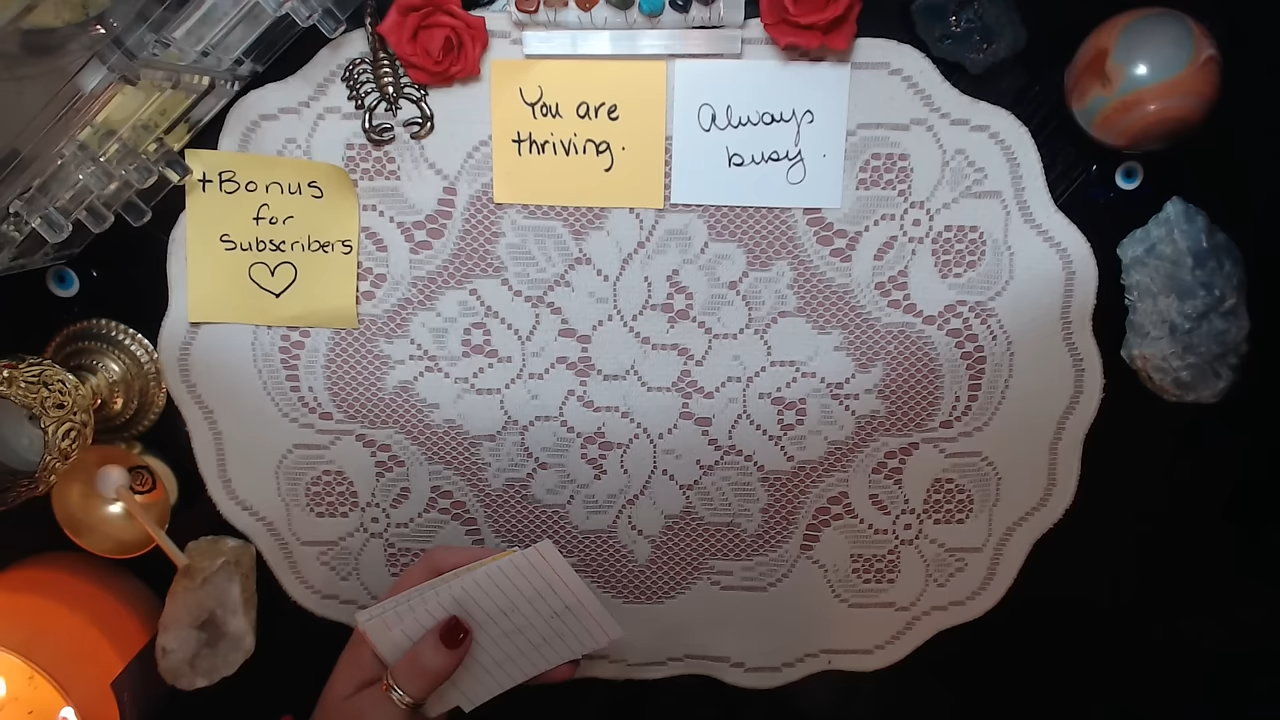 You are
thriving.
Always
busy.
+Bonus
for
Subscribers